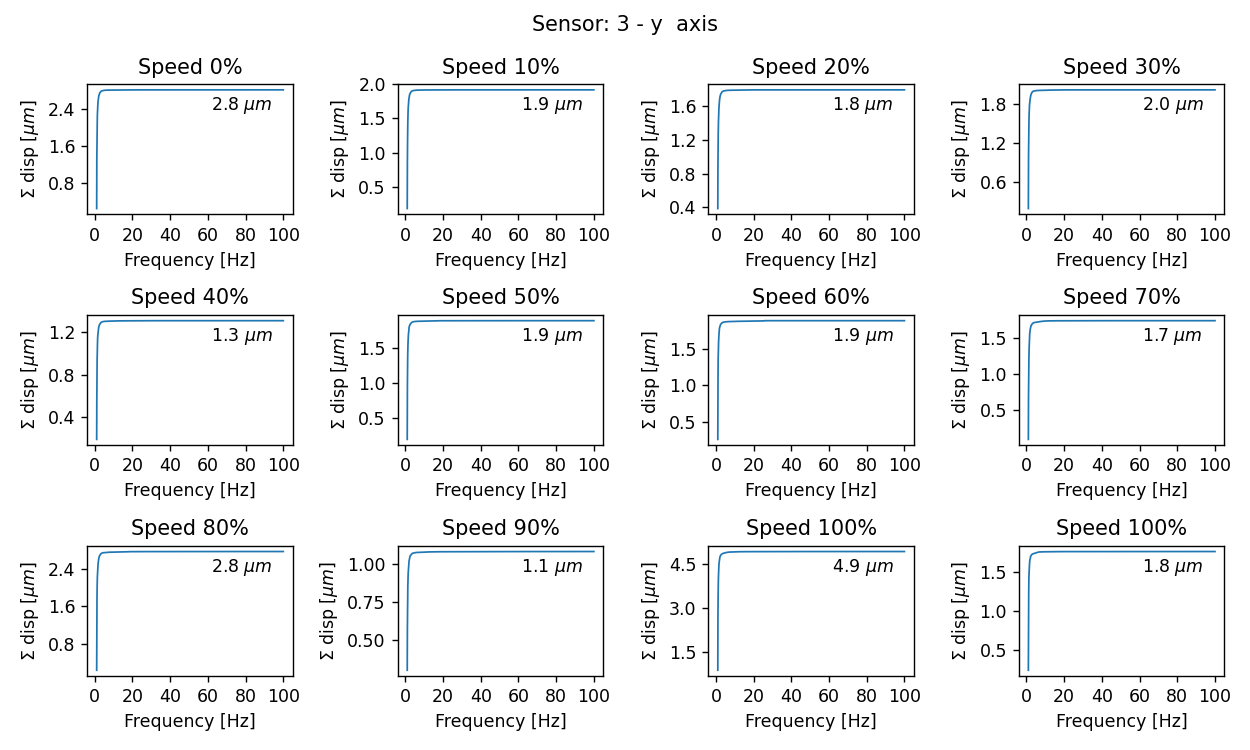 Sensor: 3 - y  axis
Speed 0%
Σ disp [μm]
2.4
1.6
0.8
2.8 μm
0 20 40 60 80 100
Frequency [Hz]
Speed 10%
Σ disp [μm]
2.0
1.5
1.0
0.5
1.9 μm
0 20 40 60 80 100
Frequency [Hz]
Speed 20%
Σ disp [μm]
1.6
1.2
0.8
0.4
1.8 μm
0 20 40 60 80 100
Frequency [Hz]
Speed 30%
Σ disp [μm]
1.8
1.2
0.6
2.0 μm
0 20 40 60 80 100
Frequency [Hz]
Speed 40%
Σ disp [μm]
1.2
0.8
0.4
1.3 μm
0 20 40 60 80 100
Frequency [Hz]
Speed 50%
Σ disp [μm]
1.5
1.0
0.5
1.9 μm
0 20 40 60 80 100
Frequency [Hz]
Speed 60%
Σ disp [μm]
1.5
1.0
0.5
1.9 μm
0 20 40 60 80 100
Frequency [Hz]
Speed 70%
Σ disp [μm]
1.5
1.0
0.5
1.7 μm
0 20 40 60 80 100
Frequency [Hz]
Speed 80%
Σ disp [μm]
2.4
1.6
0.8
2.8 μm
0 20 40 60 80 100
Frequency [Hz]
Speed 90%
Σ disp [μm]
1.00
0.75
0.50
1.1 μm
0 20 40 60 80 100
Frequency [Hz]
Speed 100%
Σ disp [μm]
4.5
3.0
1.5
4.9 μm
0 20 40 60 80 100
Frequency [Hz]
Speed 100%
Σ disp [μm]
1.5
1.0
0.5
1.8 μm
0 20 40 60 80 100
Frequency [Hz]